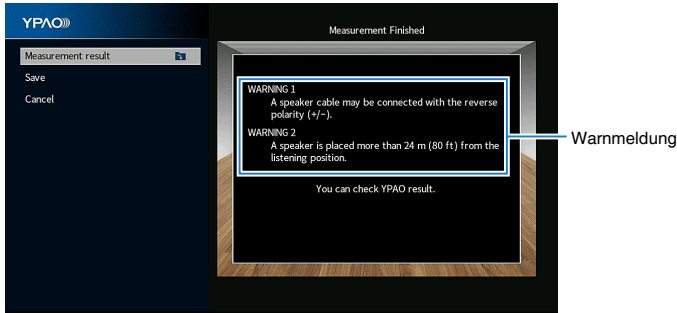 YPAO
Measurement Finished
Measurement result
Save
Cancel
WARNING 1
A speaker cable may be connected with the reverse
polarity (+/−).
WARNING 2
A speaker is placed more than 24 m (80 ft) from the
listening position.
You can check YPAO result.
Warnmeldung